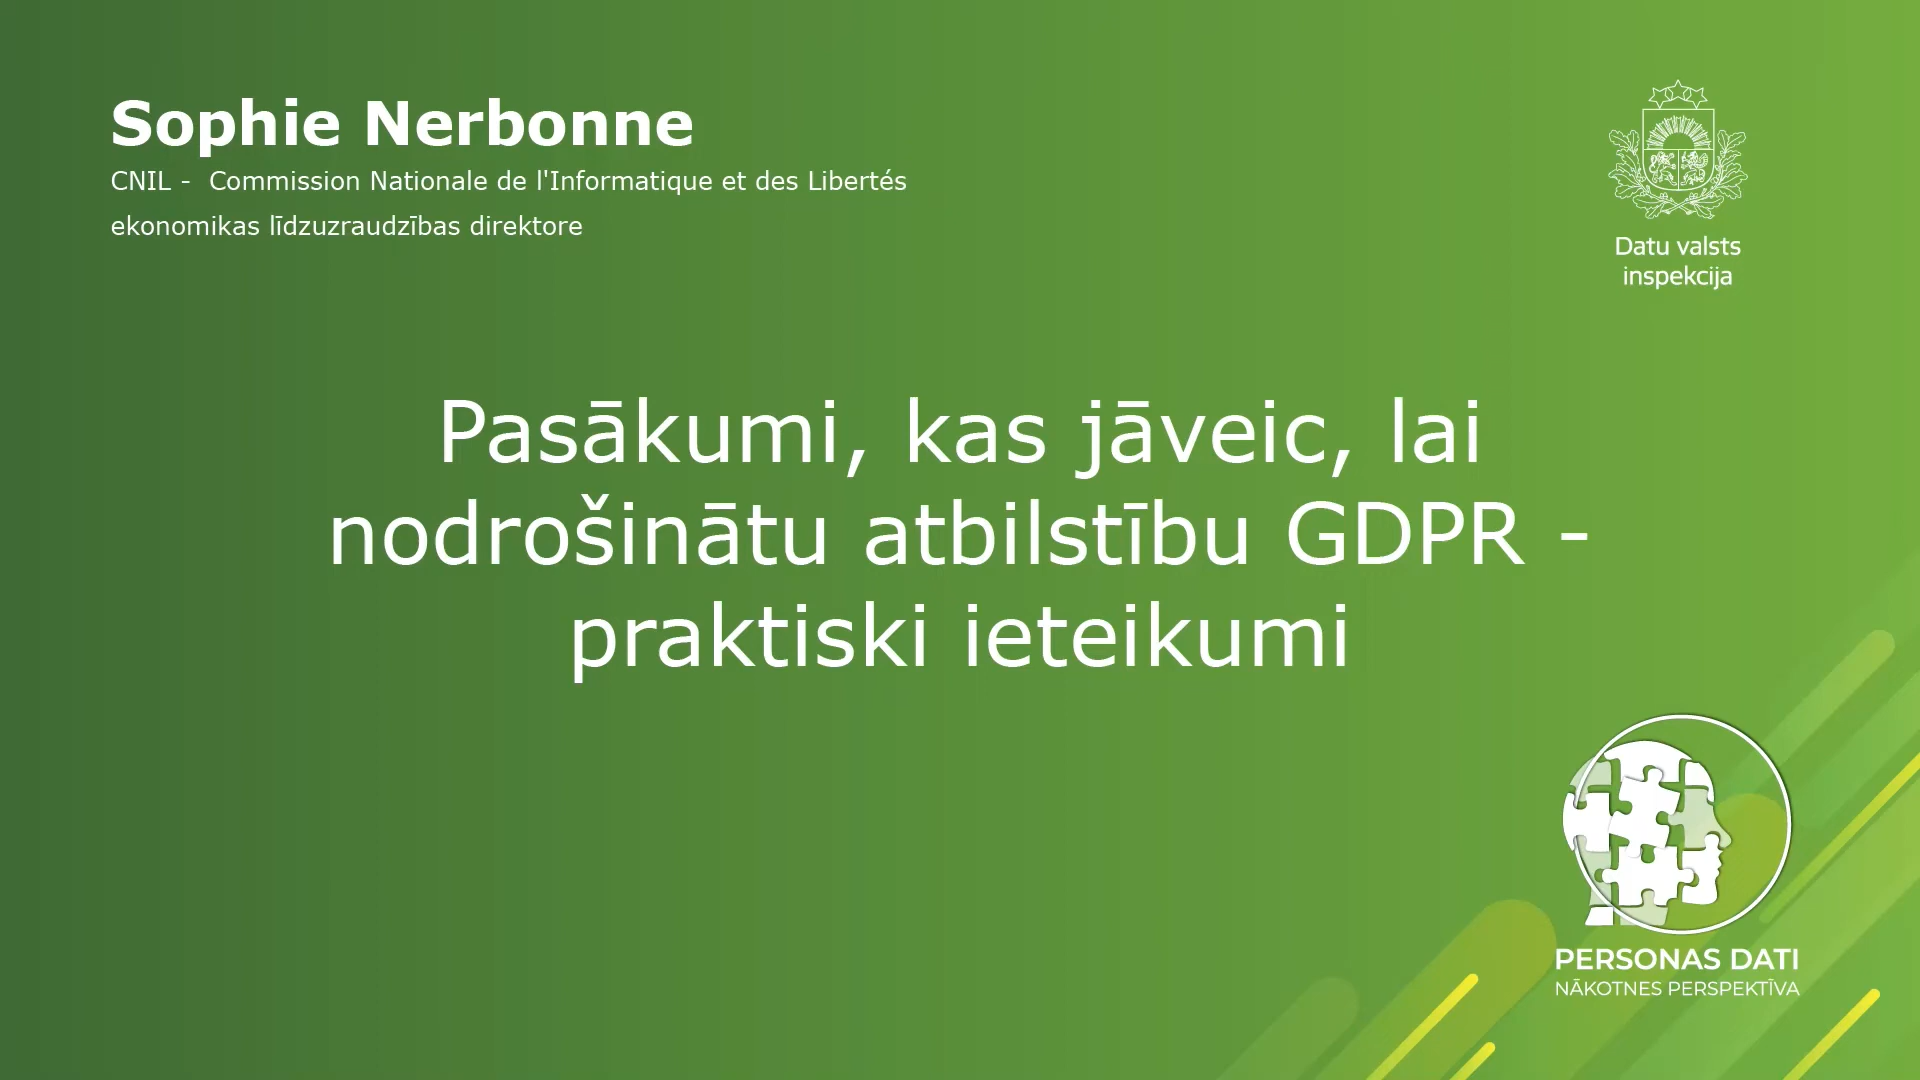 Sophie Nerbonne
CNIL -  Commission Nationale de l'Informatique et des Libertés
ekonomikas līdzuzraudzības direktore
Datu valsts
inspekcija
Pasākumi, kas jāveic, lai
nodrošinātu atbilstību GDPR -
praktiski ieteikumi
PERSONAS DATI
NĀKOTNES PERSPEKTĪVA